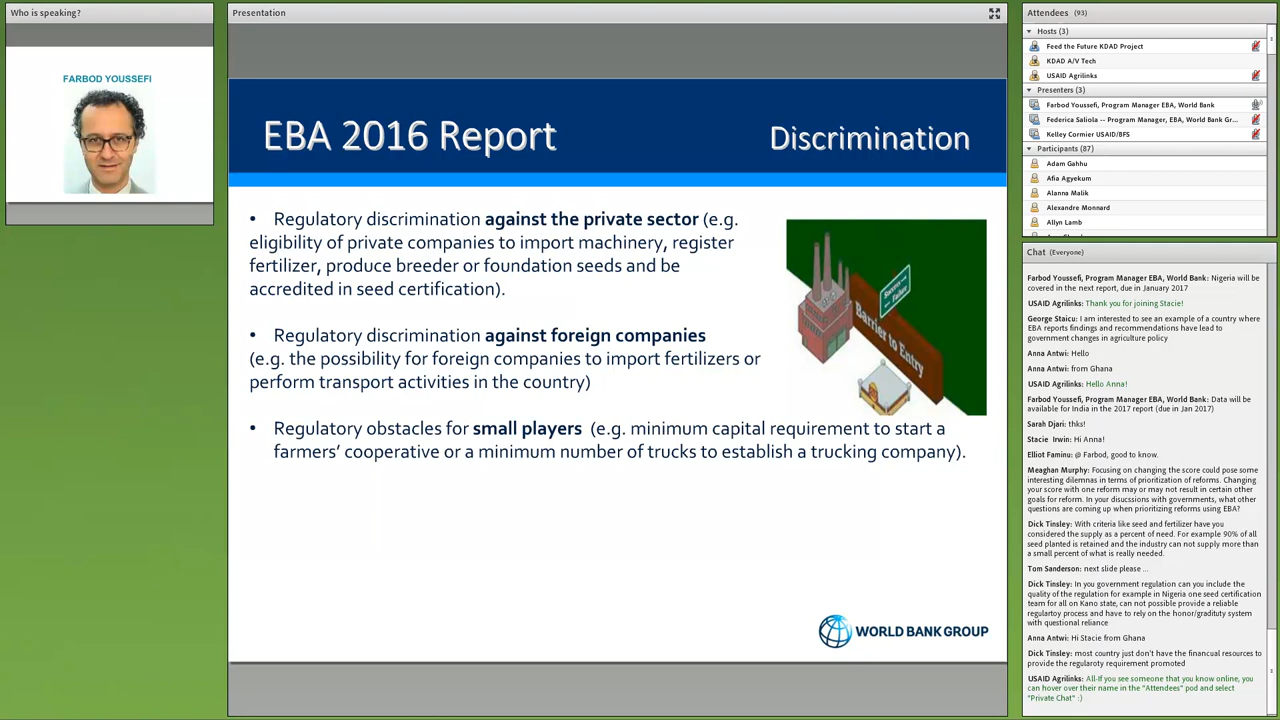 Who is speaking?
FARBOD YOUSSEFI
Presentation
EBA 2016 Report
Discrimination
• Regulatory discrimination against the private sector (e.g.
eligibility of private companies to import machinery, register
fertilizer, produce breeder or foundation seeds and be
accredited in seed certification).
• Regulatory discrimination against foreign companies
(e.g. the possibility for foreign companies to import fertilizers or
perform transport activities in the country)
• Regulatory obstacles for small players (e.g. minimum capital requirement to start a
farmers' cooperative or a minimum number of trucks to establish a trucking company).
Barrier to Entry
WORLD BANK GROUP
Attendees (93)
Hosts (3)
Feed the Future KDAD Project
KDAD A/V Tech
USAID Agrilinks
Presenters (3)
Farbod Youssefi, Program Manager EBA, World Bank
Federica Saliola -- Program Manager, EBA, World Bank Gr...
Kelley Cormier USAID/BFS
Participants (87)
Adam Gahhu
Afia Agyekum
Alanna Malik
Alexandre Monnard
Allyn Lamb
Chat (Everyone)
Farbod Youssefi, Program Manager EBA, World Bank: Nigeria will be
covered in the next report, due in January 2017
USAID Agrilinks: Thank you for joining Stacie!
George Staicu: I am interested to see an example of a country where
EBA reports findings and recommendations have lead to
government changes in agriculture policy
Anna Antwi: Hello
Anna Antwi: from Ghana
USAID Agrilinks: Hello Anna!
Farbod Youssefi, Program Manager EBA, World Bank: Data will be
available for India in the 2017 report (due in Jan 2017)
Sarah Djari: thks!
Stacie Irwin: Hi Anna!
Elliot Faminu: @ Farbod, good to know.
Meaghan Murphy: Focusing on changing the score could pose some
interesting dilemnas in terms of prioritization of reforms. Changing
your score with one reform may or may not result in certain other
goals for reform. In your disucssions with governments, what other
questions are coming up when prioritizing reforms using EBA?
Dick Tinsley: With criteria like seed and fertilizer have you
considered the supply as a percent of need. For example 90% of all
seed planted is retained and the industry can not supply more than
a small percent of what is really needed.
Tom Sanderson: next slide please ...
Dick Tinsley: In you government regulation can you include the
quality of the regulation for example in Nigeria one seed certification
team for all on Kano state, can not possible provide a reliable
regulartoy process and have to rely on the honor/gradituty system
with questional reliance
Anna Antwi: Hi Stacie from Ghana
Dick Tinsley: most country just don't have the financual resources to
provide the regularoty requirement promoted
USAID Agrilinks: All-If you see someone that you know online, you
can hover over their name in the "Attendees" pod and select
"Private Chat" :)